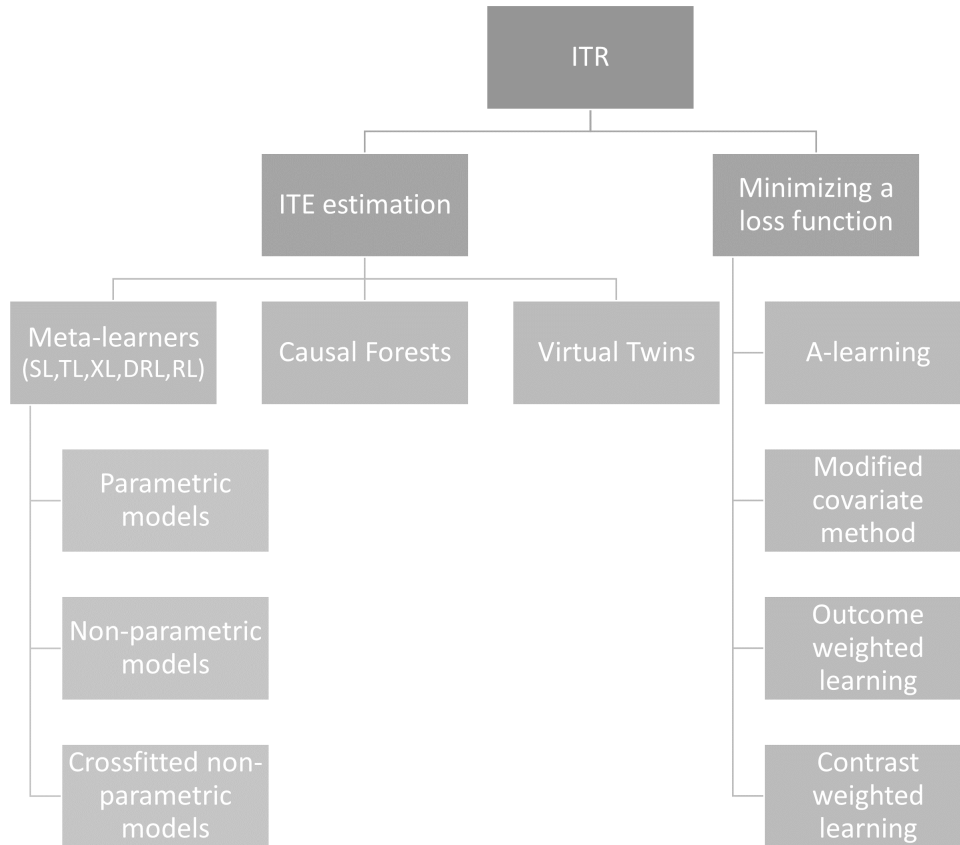 ITR
ITE estimation
Minimizing a
loss function
Meta-learners
(SL,TL,XL,DRL,RL)
Causal Forests
Virtual Twins
A-learning
Parametric
models
Modified
covariate
method
Non-parametric
models
Outcome
weighted
learning
Crossfitted non-
parametric
models
Contrast
weighted
learning